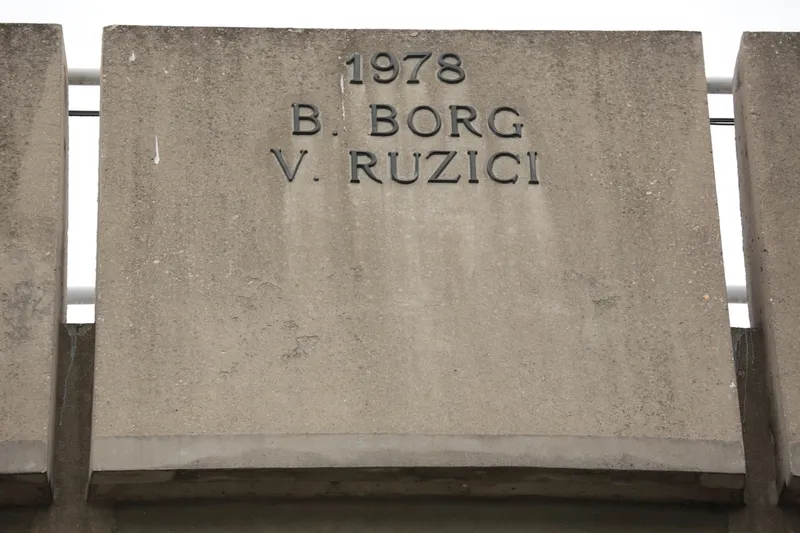 1978
B. BORG
V. RUZICI